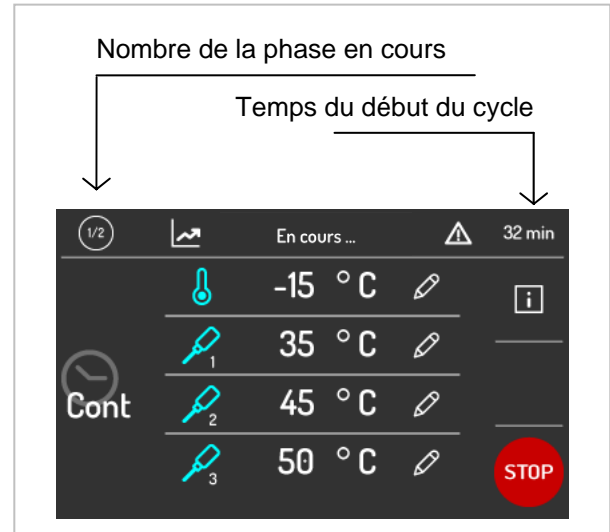 Nombre de la phase en cours
Temps du début du cycle
1/2 En cours ... 32 min
-15 °C
i
35 °C
1
Cont
45 °C
2
50 °C
3
STOP